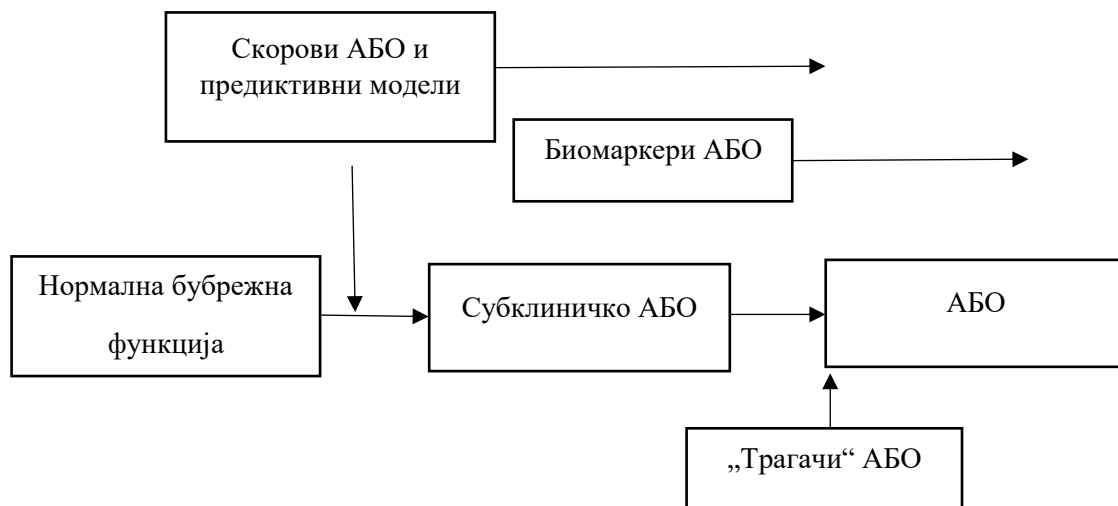 Скорови АБО и
предиктивни модели
Биомаркери АБО
Нормална бубрежна
функција
Субклиничко АБО
АБО
„Трагачи“ АБО